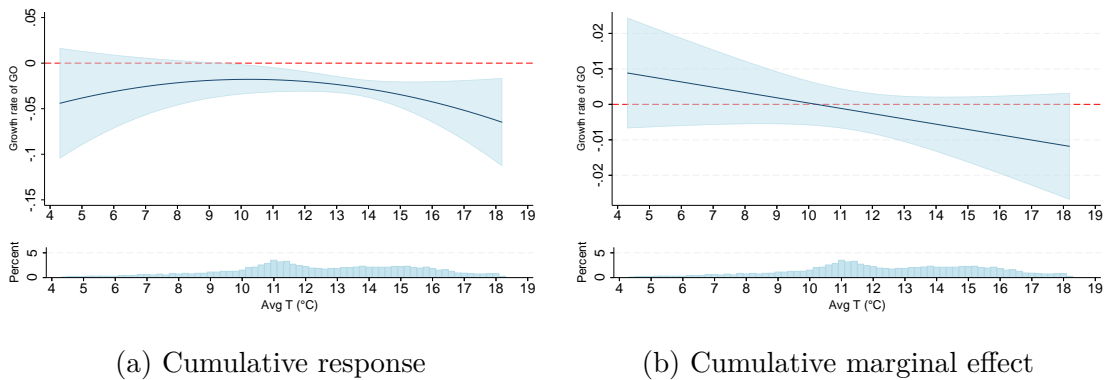 .05
0
-.05
-.1
-.15
Growth rate of GO
4 5 6 7 8 9 10 11 12 13 14 15 16 17 18 19
5
0
Percent
4 5 6 7 8 9 10 11 12 13 14 15 16 17 18 19
Avg T (°C)
(a) Cumulative response
.02
.01
0
-.01
-.02
Growth rate of GO
4 5 6 7 8 9 10 11 12 13 14 15 16 17 18 19
5
0
Percent
4 5 6 7 8 9 10 11 12 13 14 15 16 17 18 19
Avg T (°C)
(b) Cumulative marginal effect